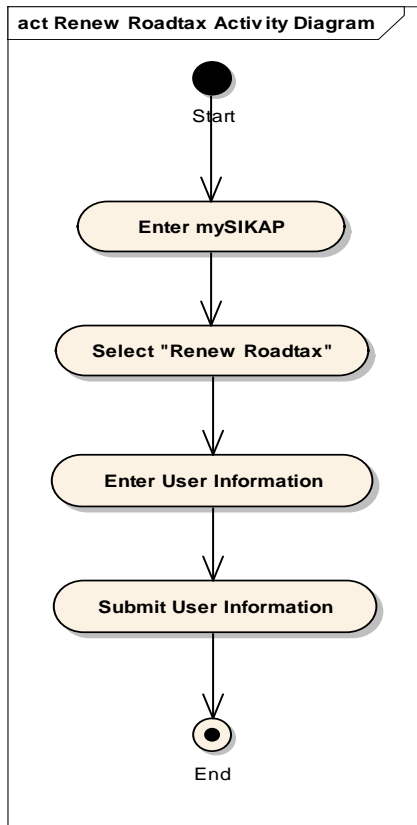 act Renew Roadtax Activity Diagram
Start
Enter mySIKAP
Select "Renew Roadtax"
Enter User Information
Submit User Information
End